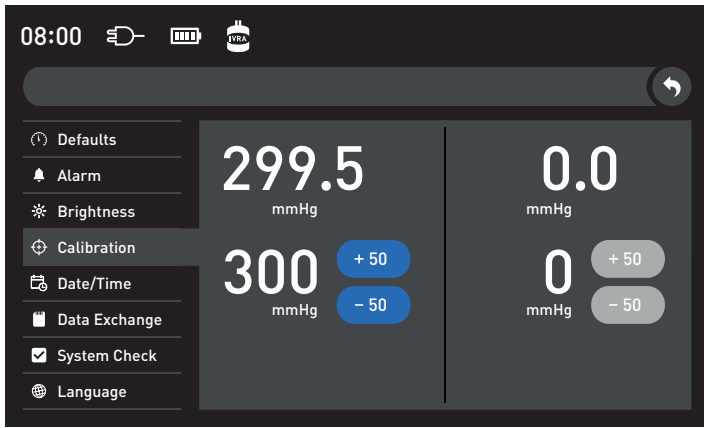 08:00 IVRA
Defaults
Alarm
Brightness
Calibration
Date/Time
Data Exchange
System Check
Language
299.5
mmHg
300
mmHg
+ 50
− 50
0.0
mmHg
0
mmHg
+ 50
− 50